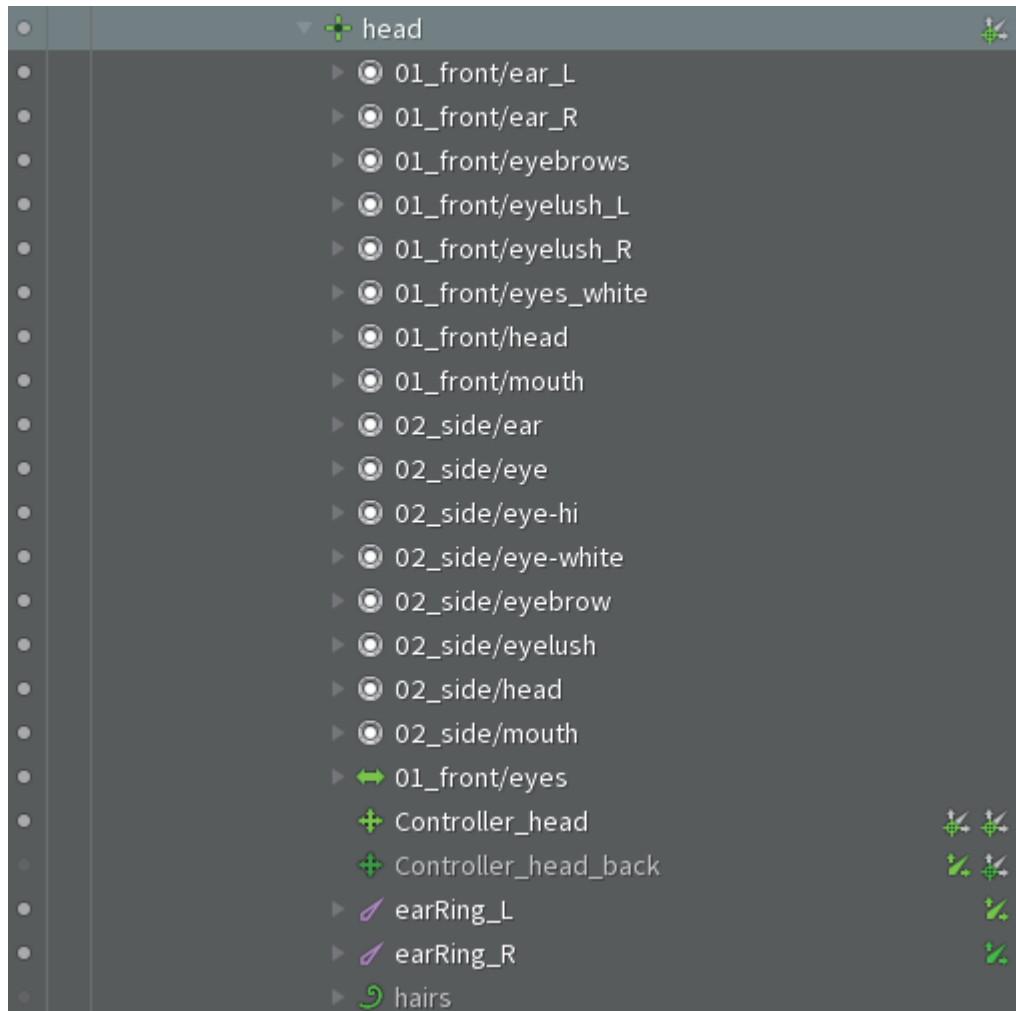 head
01_front/ear_L
01_front/ear_R
01_front/eyebrows
01_front/eyelush_L
01_front/eyelush_R
01_front/eyes_white
01_front/head
01_front/mouth
02_side/ear
02_side/eye
02_side/eye-hi
02_side/eye-white
02_side/eyebrow
02_side/eyelush
02_side/head
02_side/mouth
01_front/eyes
Controller_head
Controller_head_back
earRing_L
earRing_R
hairs